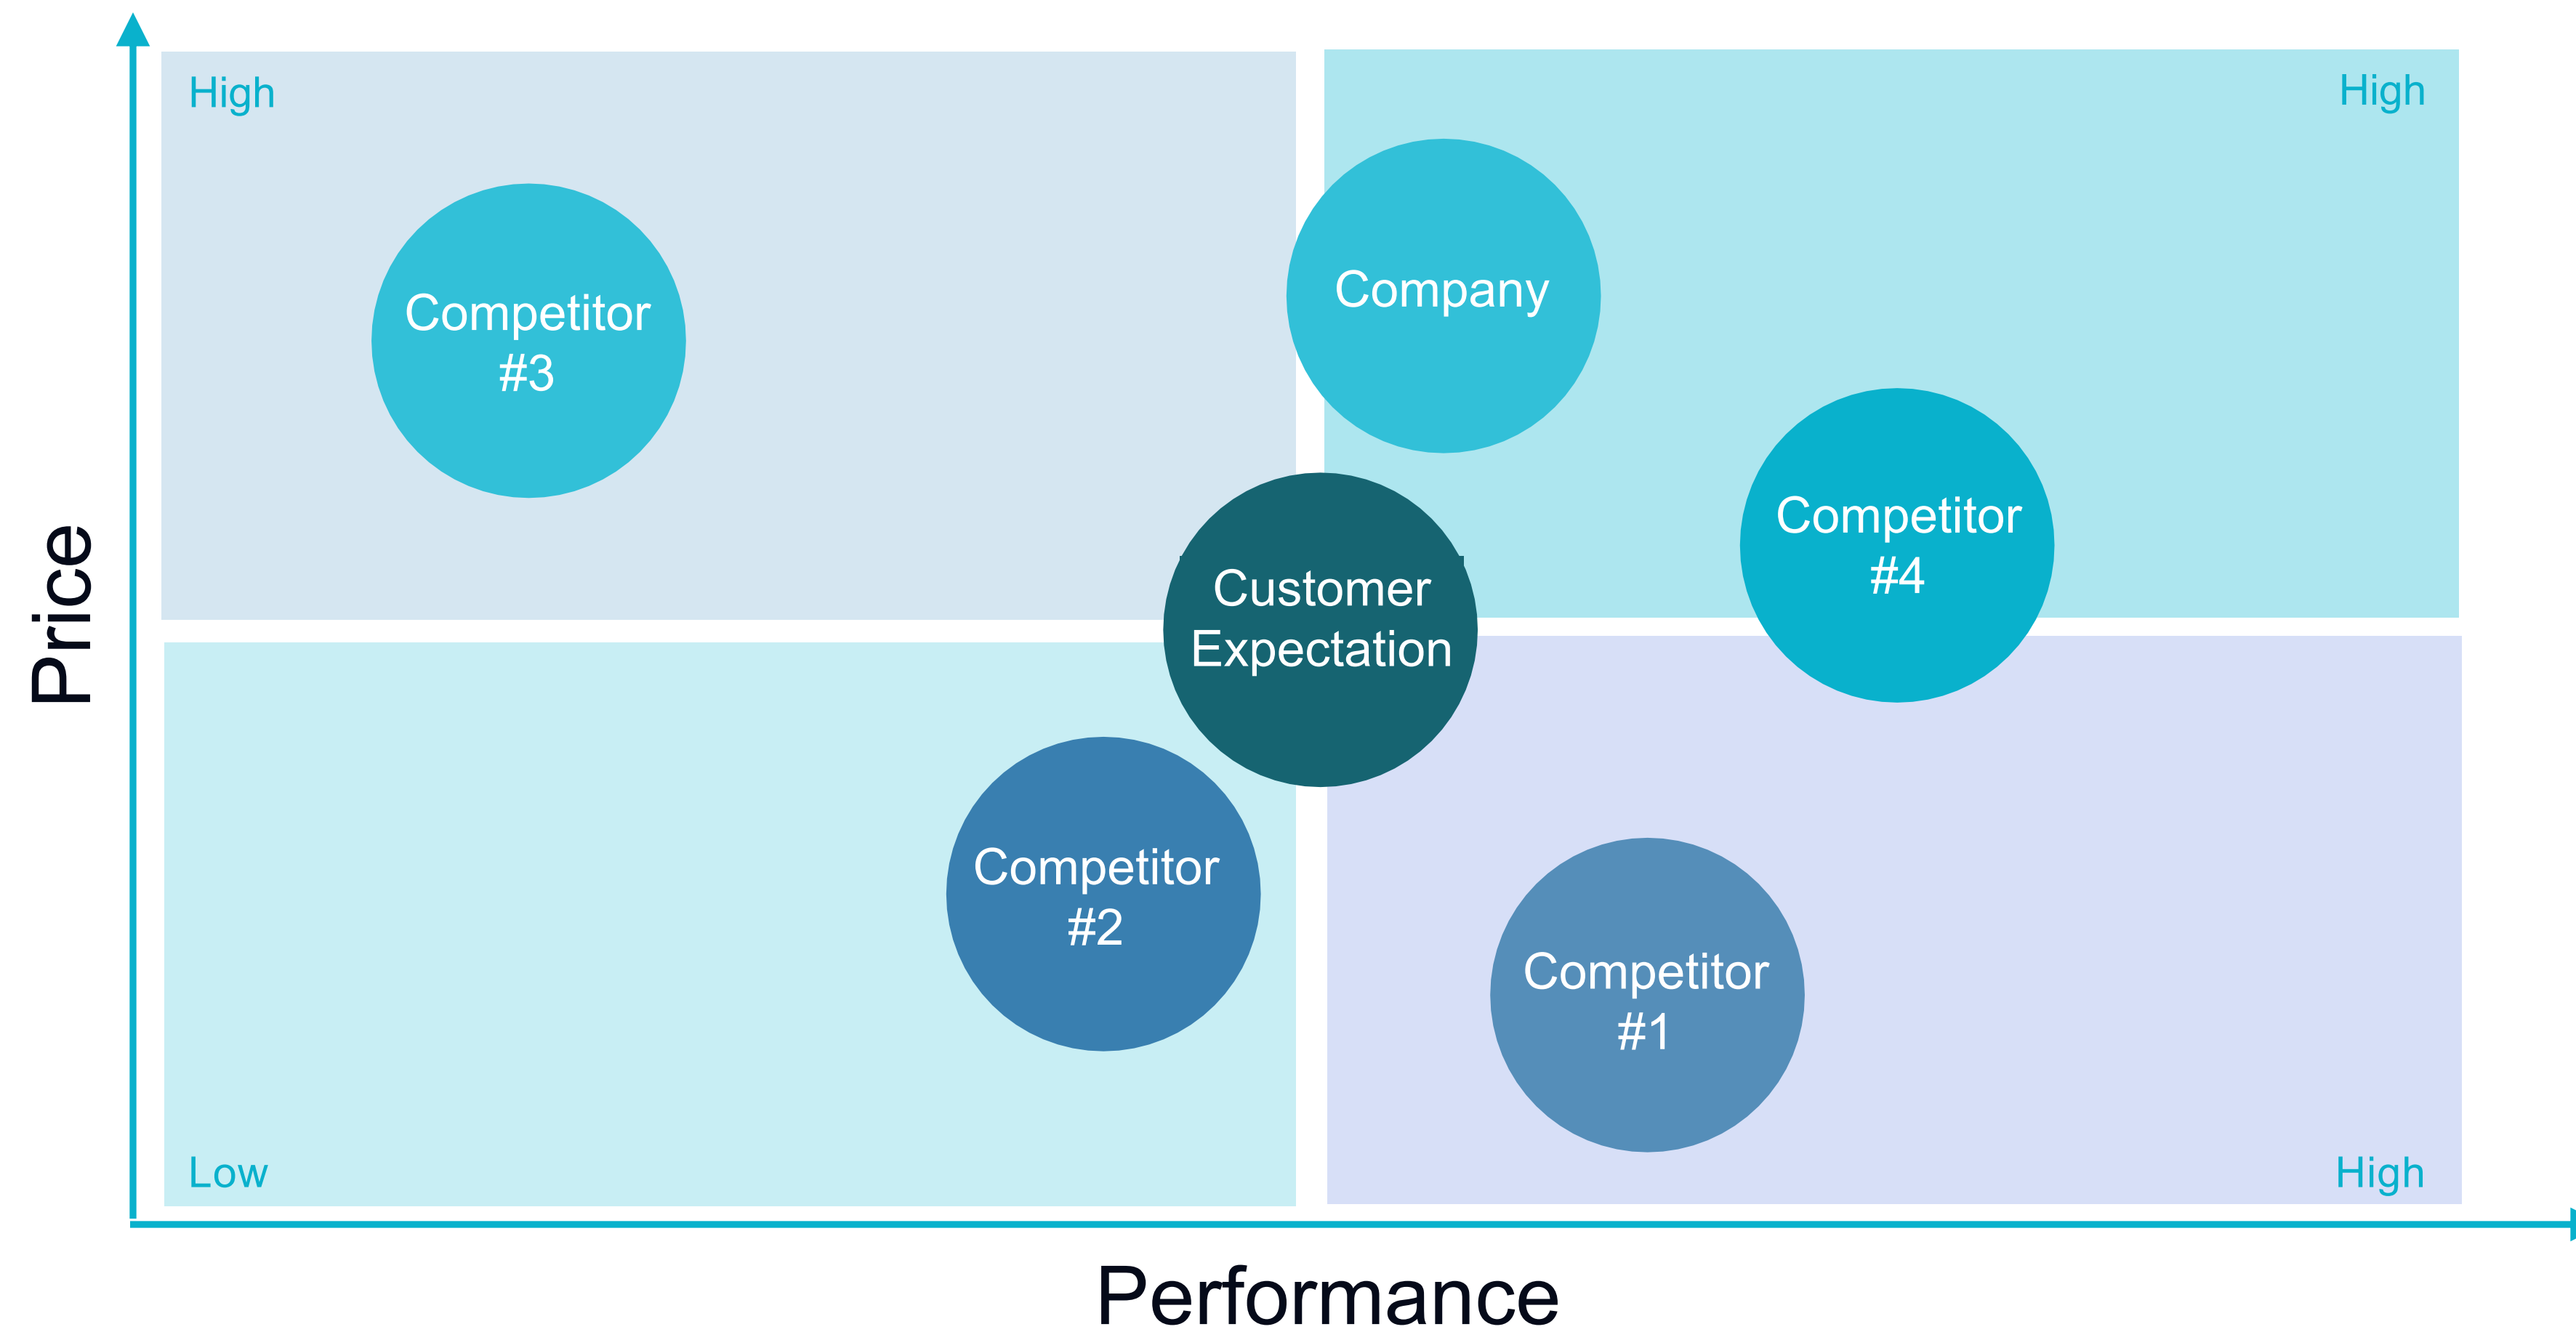 High
High
Company
Competitor
#3
Competitor
#4
Customer
Expectation
Price
Competitor
#2
Competitor
#1
Low
High
Performance